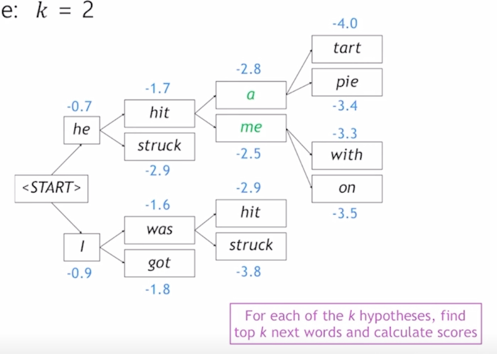 e: k = 2
-4.0
tart
-2.8
pie
-1.7
a
-3.4
-0.7
hit
me
-3.3
he
struck
-2.5
with
-2.9
<START>
-2.9
on
-1.6
hit
-3.5
was
I
struck
got
-0.9
-3.8
-1.8
For each of the k hypotheses, find
top k next words and calculate scores